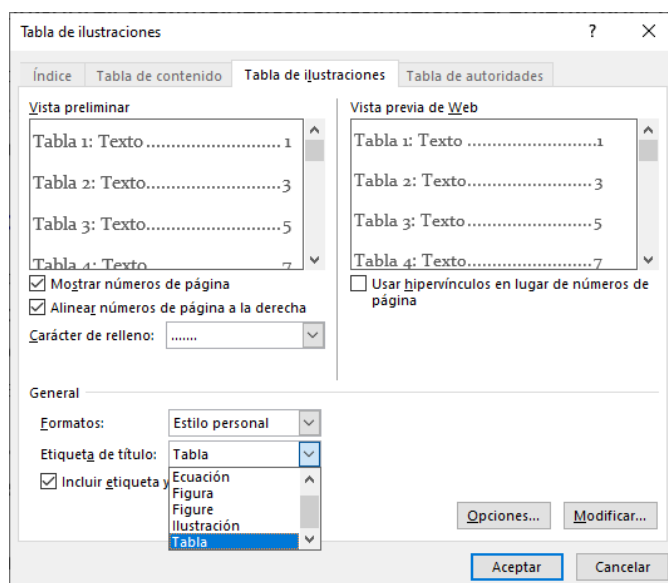 Tabla de ilustraciones ?
Índice Tabla de contenido Tabla de ilustraciones Tabla de autoridades
Vista preliminar
Tabla 1: Texto ............................. 1
Tabla 2: Texto............................. 3
Tabla 3: Texto............................. 5
Tabla 4: Texto............................. 7
Mostrar números de página
Alinear números de página a la derecha
Carácter de relleno: .......
Vista previa de Web
Tabla 1: Texto ...........................1
Tabla 2: Texto ........................... 3
Tabla 3: Texto ........................... 5
Tabla 4: Texto ........................... 7
Usar hipervínculos en lugar de números de
página
General
Formatos: Estilo personal
Etiqueta de título: Tabla
Ecuación
Figura
Figure
Ilustración
Tabla
Incluir etiqueta y
Opciones... Modificar...
Aceptar Cancelar